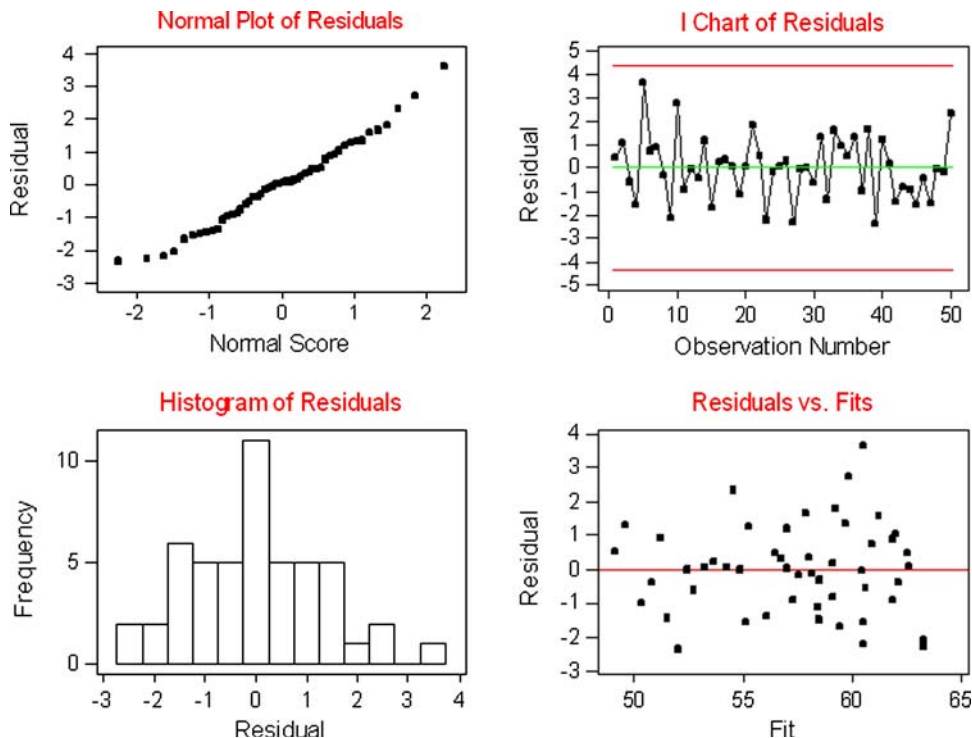 Normal Plot of Residuals
4
3
2
1
0
-1
-2
-3
Residual
-2 -1 0 1 2
Normal Score
I Chart of Residuals
5
4
3
2
1
0
-1
-2
-3
-4
-5
Residual
0 10 20 30 40 50
Observation Number
Histogram of Residuals
10
5
0
Frequency
-3 -2 -1 0 1 2 3 4
Residual
Residuals vs. Fits
4
3
2
1
0
-1
-2
-3
Residual
50 55 60 65
Fit